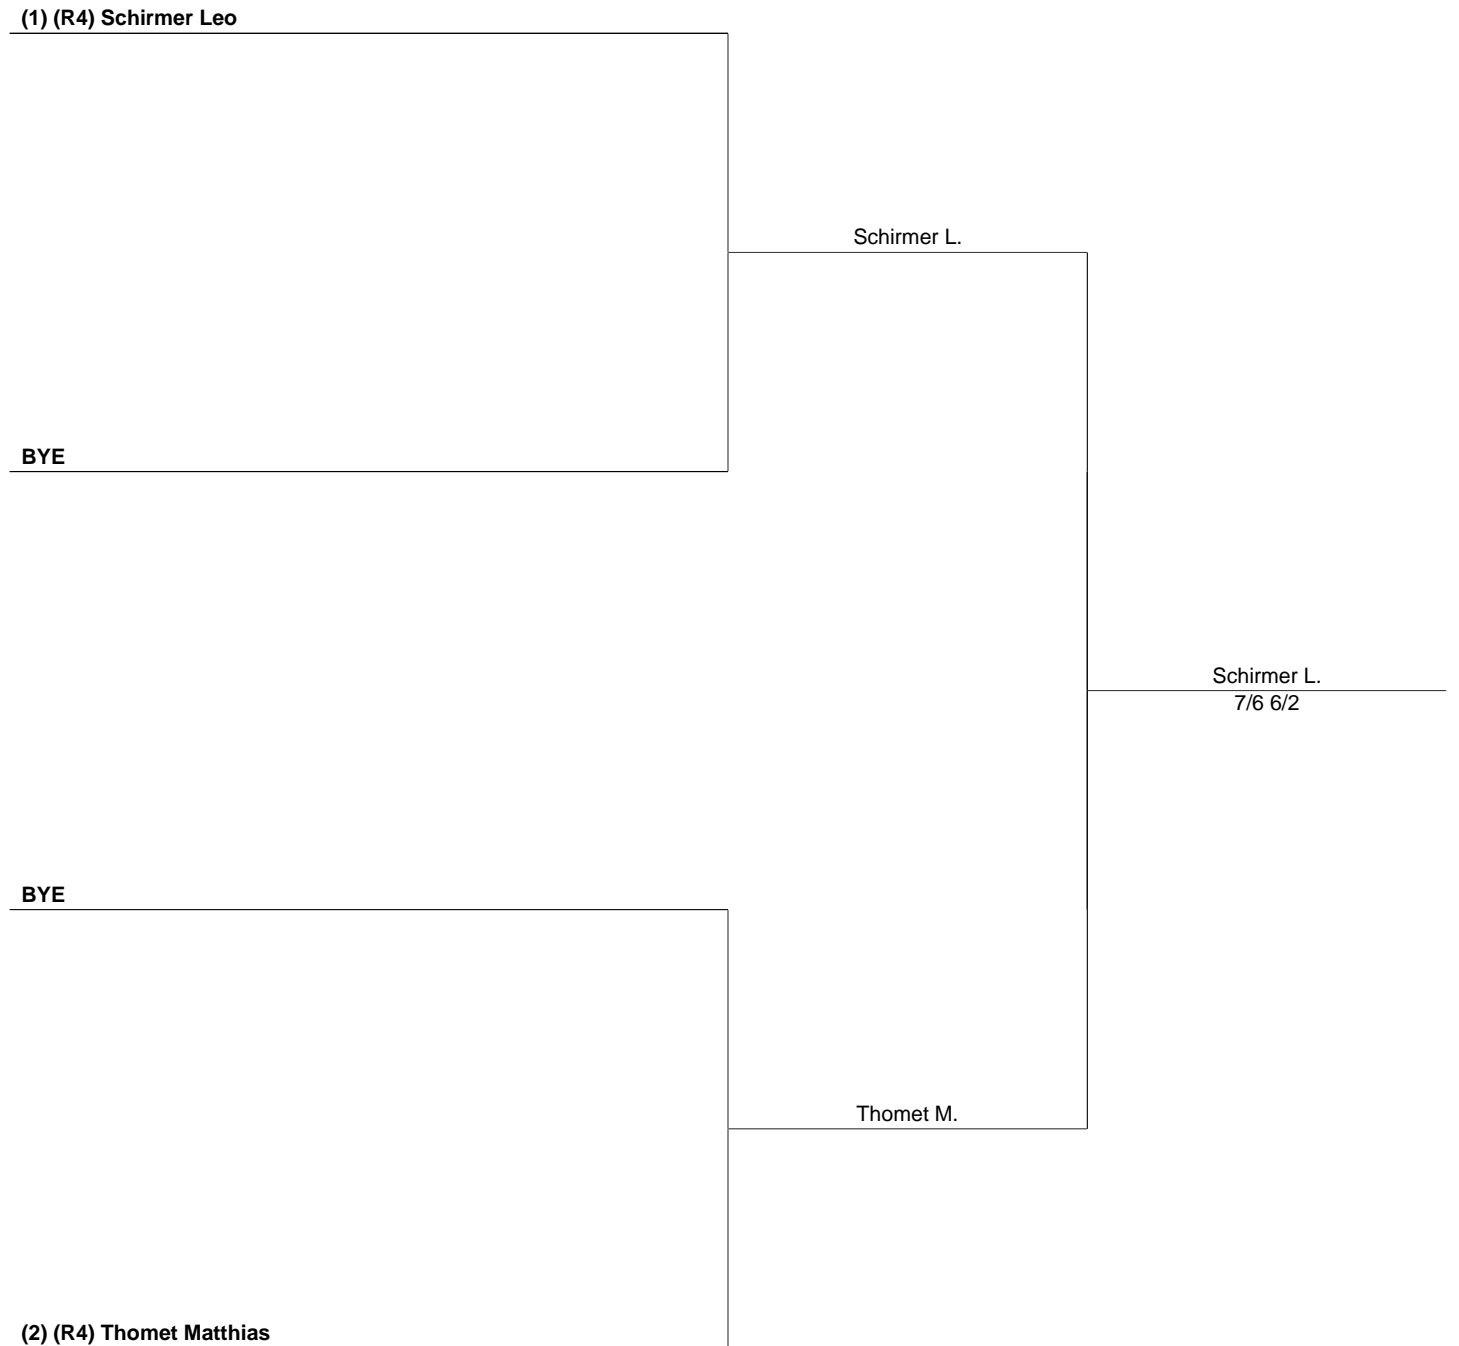 (1) (R4) Schirmer Leo
Schirmer L.
BYE
Schirmer L.
7/6 6/2
BYE
Thomet M.
(2) (R4) Thomet Matthias